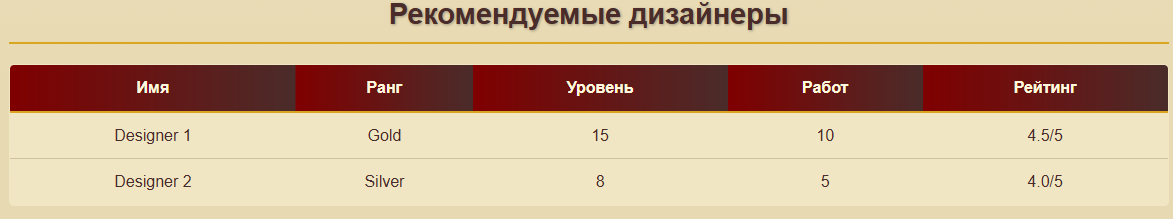 Рекомендуемые дизайнеры
Имя Ранг Уровень Работ Рейтинг
Designer 1 Gold 15 10 4.5/5
Designer 2 Silver 8 5 4.0/5